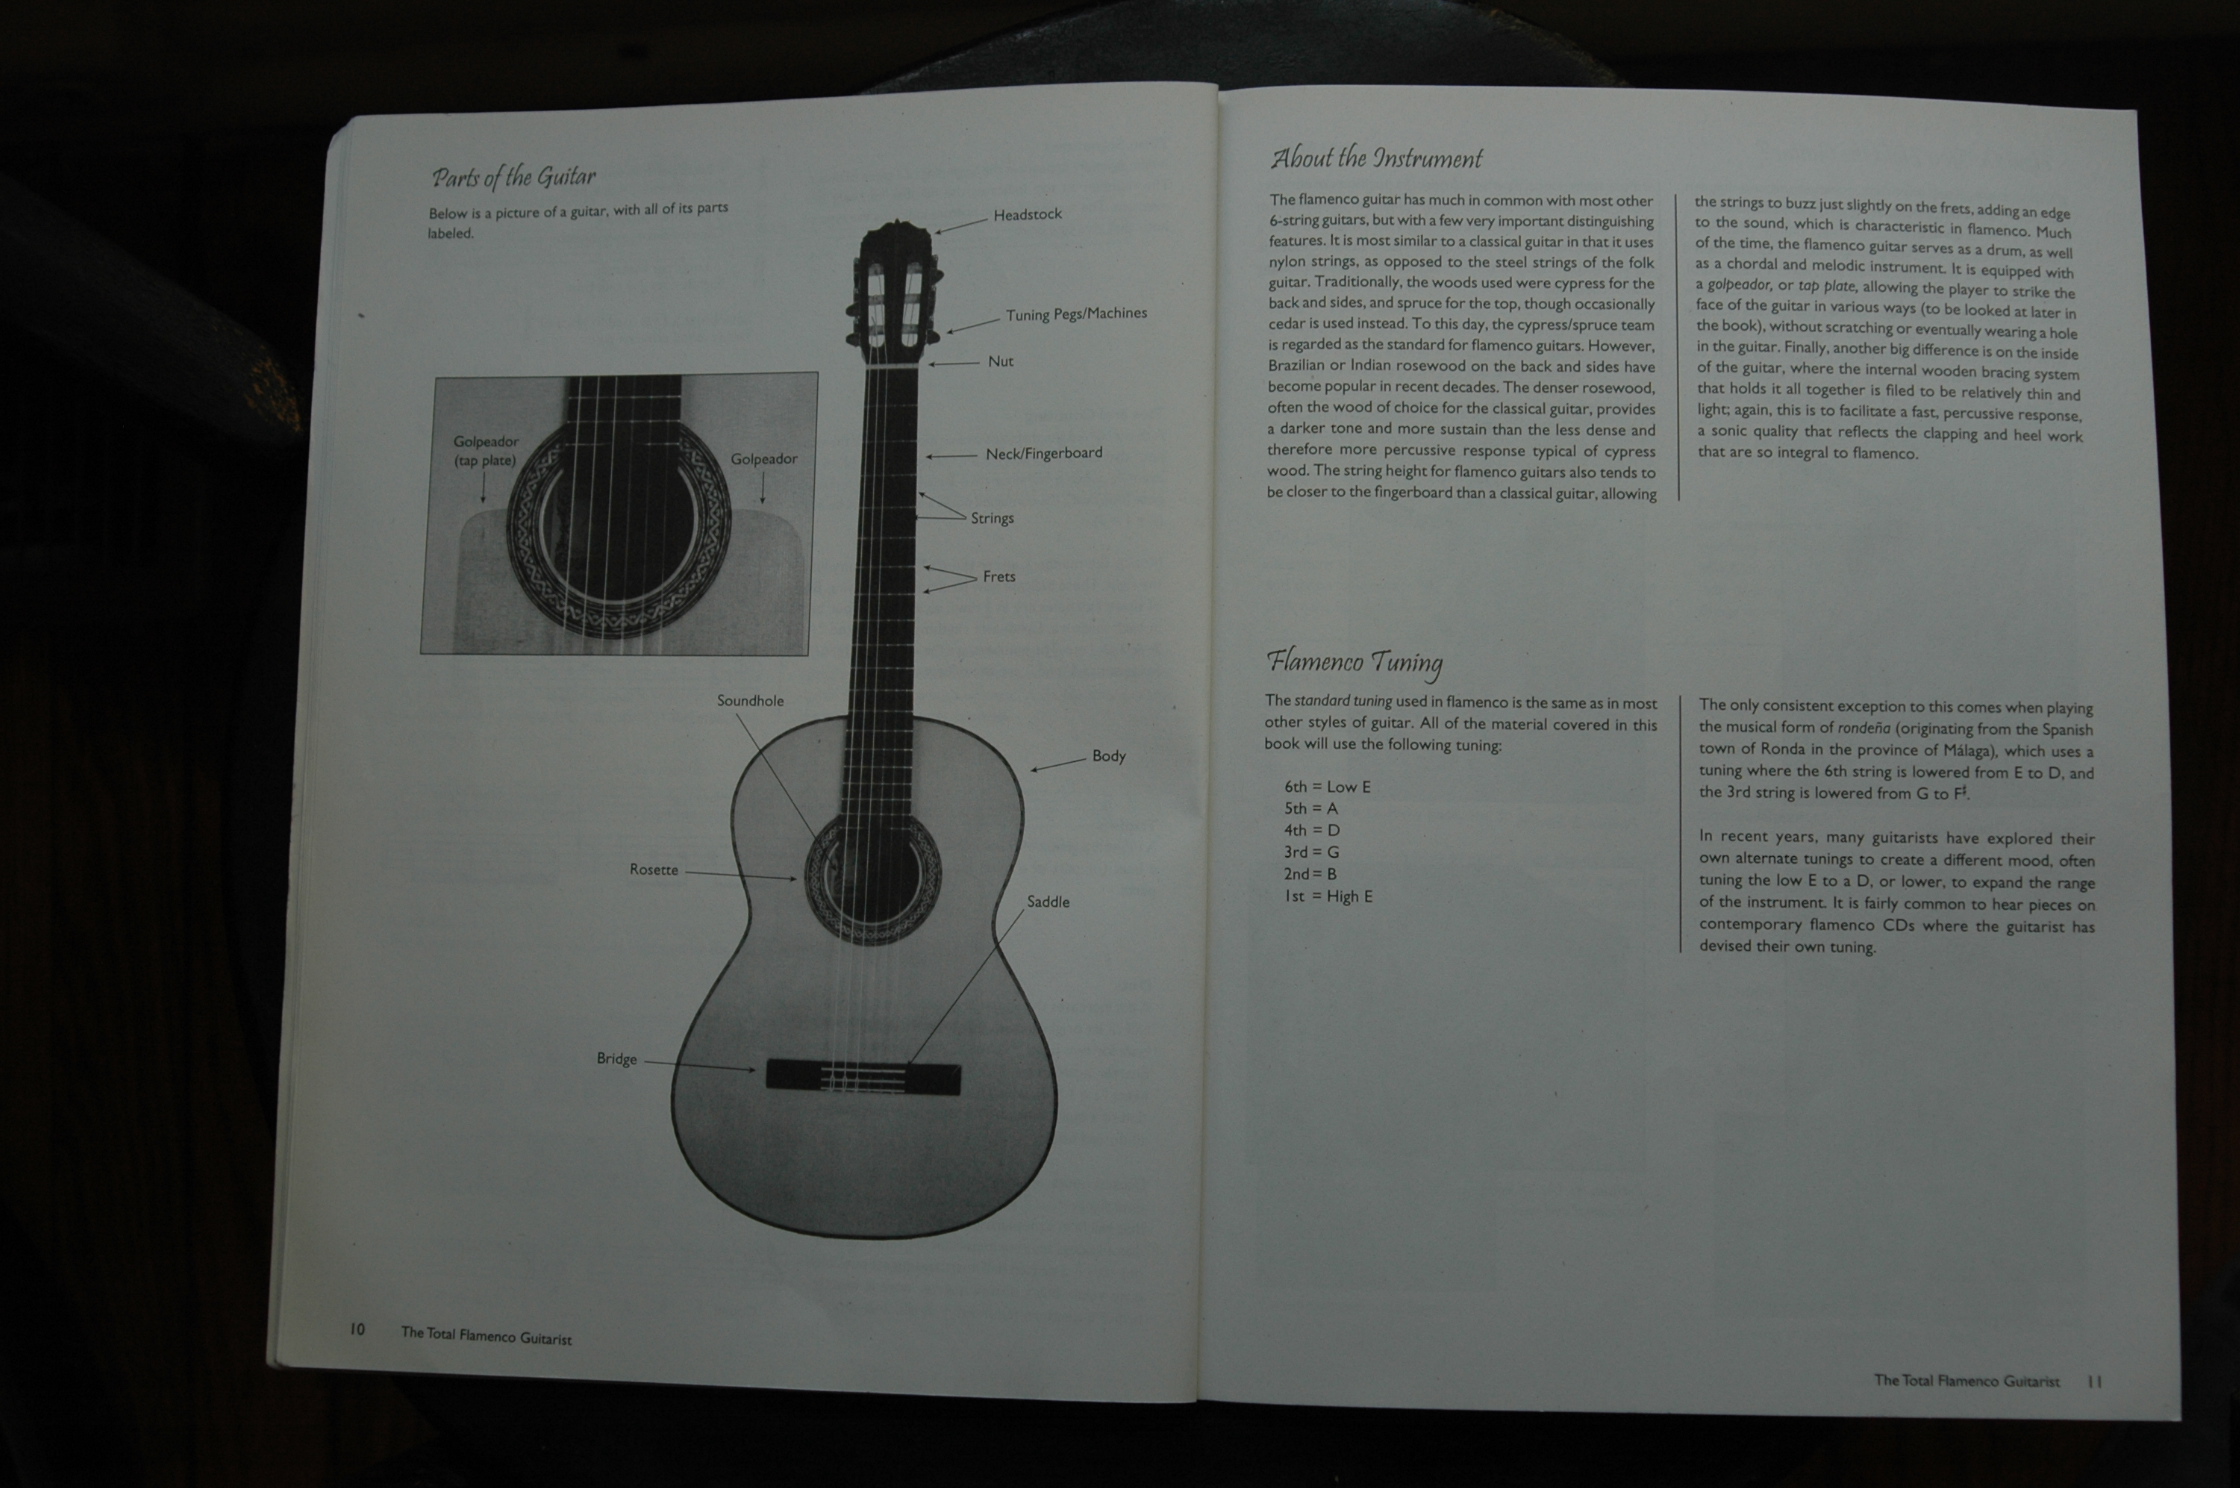 Parts of the Guitar
Below is a picture of a guitar, with all of its parts
labeled.
Headstock
Tuning Pegs/Machines
Nut
Neck/Fingerboard
Strings
Frets
Golpeador
(tap plate)
Golpeador
Soundhole
Body
Rosette
Saddle
Bridge
10 The Total Flamenco Guitarist
About the Instrument
The flamenco guitar has much in common with most other
6-string guitars, but with a few very important distinguishing
features. It is most similar to a classical guitar in that it uses
nylon strings, as opposed to the steel strings of the folk
guitar. Traditionally, the woods used were cypress for the
back and sides, and spruce for the top, though occasionally
cedar is used instead. To this day, the cypress/spruce team
is regarded as the standard for flamenco guitars. However,
Brazilian or Indian rosewood on the back and sides have
become popular in recent decades. The denser rosewood,
often the wood of choice for the classical guitar, provides
a darker tone and more sustain than the less dense and
therefore more percussive response typical of cypress
wood. The string height for flamenco guitars also tends to
be closer to the fingerboard than a classical guitar, allowing
the strings to buzz just slightly on the frets, adding an edge
to the sound, which is characteristic in flamenco. Much
of the time, the flamenco guitar serves as a drum, as well
as a chordal and melodic instrument. It is equipped with
a golpeador, or tap plate, allowing the player to strike the
face of the guitar in various ways (to be looked at later in
the book), without scratching or eventually wearing a hole
in the guitar. Finally, another big difference is on the inside
of the guitar, where the internal wooden bracing system
that holds it all together is filed to be relatively thin and
light; again, this is to facilitate a fast, percussive response,
a sonic quality that reflects the clapping and heel work
that are so integral to flamenco.
Flamenco Tuning
The standard tuning used in flamenco is the same as in most
other styles of guitar. All of the material covered in this
book will use the following tuning:
6th = Low E
5th = A
4th = D
3rd = G
2nd = B
1st = High E
The only consistent exception to this comes when playing
the musical form of rondeña (originating from the Spanish
town of Ronda in the province of Málaga), which uses a
tuning where the 6th string is lowered from E to D, and
the 3rd string is lowered from G to F♯.
In recent years, many guitarists have explored their
own alternate tunings to create a different mood, often
tuning the low E to a D, or lower, to expand the range
of the instrument. It is fairly common to hear pieces on
contemporary flamenco CDs where the guitarist has
devised their own tuning.
The Total Flamenco Guitarist 11